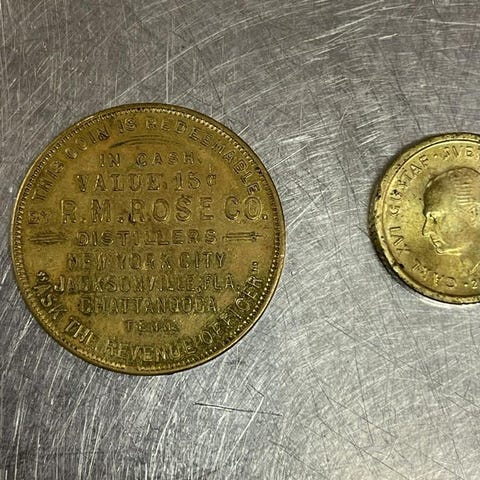 THIS COIN IS REDEEMABLE
IN CASH.
VALUE.15¢
BY R.M.ROSE CO.
DISTILLERS
NEW YORK CITY
JACKSONVILLE, FLA.
CHATTANOOGA
TENN.
"ASK THE REVENUE OFFICER"
CARL XVI GUSTAF · SVE